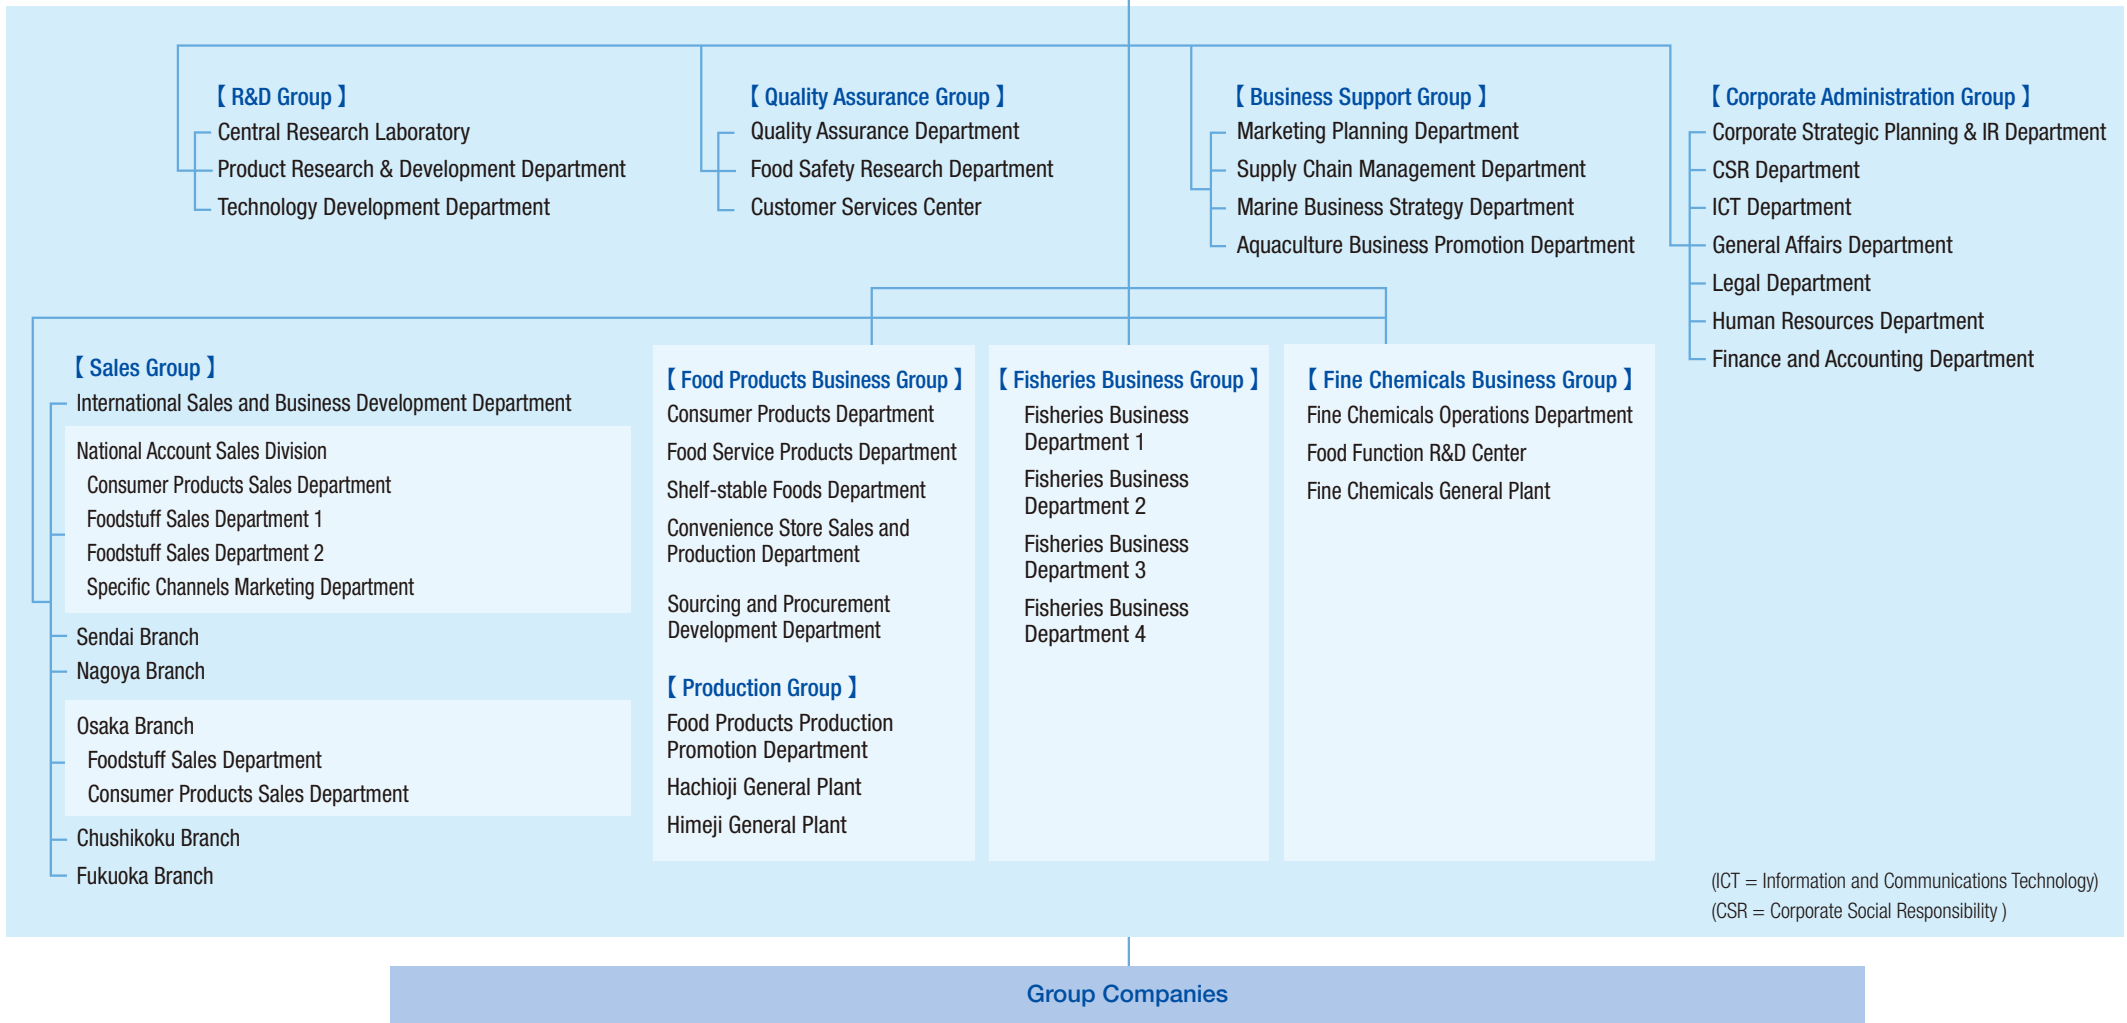 【 R&D Group 】
Central Research Laboratory
Product Research & Development Department
Technology Development Department
【 Quality Assurance Group 】
Quality Assurance Department
Food Safety Research Department
Customer Services Center
【 Business Support Group 】
Marketing Planning Department
Supply Chain Management Department
Marine Business Strategy Department
Aquaculture Business Promotion Department
【 Corporate Administration Group 】
Corporate Strategic Planning & IR Department
CSR Department
ICT Department
General Affairs Department
Legal Department
Human Resources Department
Finance and Accounting Department
【 Sales Group 】
International Sales and Business Development Department
National Account Sales Division
Consumer Products Sales Department
Foodstuff Sales Department 1
Foodstuff Sales Department 2
Specific Channels Marketing Department
Sendai Branch
Nagoya Branch
Osaka Branch
Foodstuff Sales Department
Consumer Products Sales Department
Chushikoku Branch
Fukuoka Branch
【 Food Products Business Group 】
Consumer Products Department
Food Service Products Department
Shelf-stable Foods Department
Convenience Store Sales and
Production Department
Sourcing and Procurement
Development Department
【 Production Group 】
Food Products Production
Promotion Department
Hachioji General Plant
Himeji General Plant
【 Fisheries Business Group 】
Fisheries Business
Department 1
Fisheries Business
Department 2
Fisheries Business
Department 3
Fisheries Business
Department 4
【 Fine Chemicals Business Group 】
Fine Chemicals Operations Department
Food Function R&D Center
Fine Chemicals General Plant
(ICT = Information and Communications Technology)
(CSR = Corporate Social Responsibility )
Group Companies